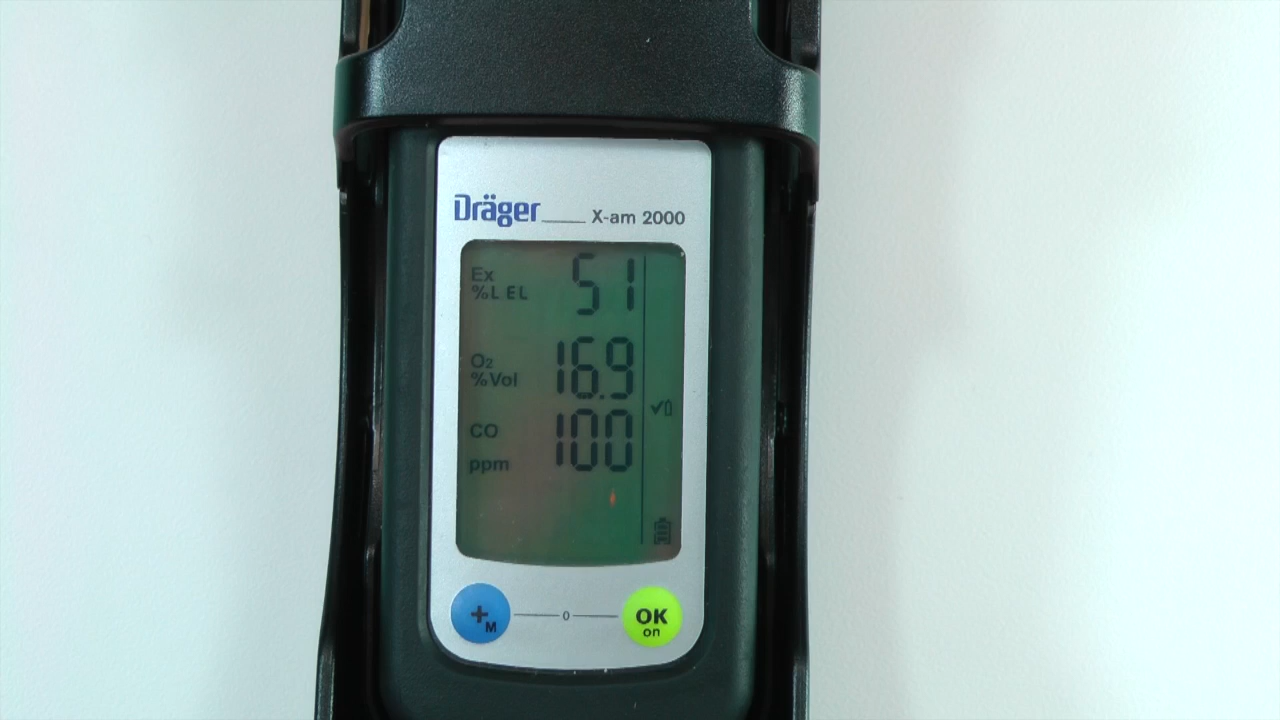 Dräger X-am 2000
Ex 51
%LEL
O₂ 16.9
%Vol
CO 100
ppm
+M 0 OK
on